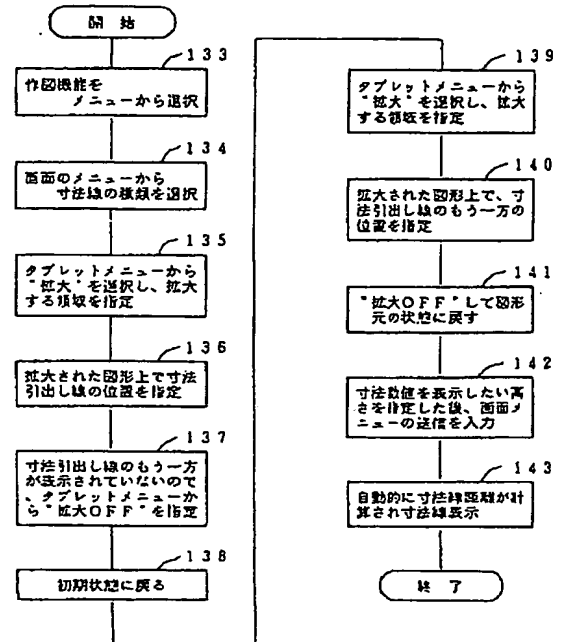 開 始
133
作図機能を
メニューから選択
134
画面のメニューから
寸法線の種類を選択
135
タブレットメニューから
"拡大"を選択し、拡大
する領域を指定
136
拡大された図形上で寸法
引出し線の位置を指定
137
寸法引出し線のもう一方
が表示されていないので
、タブレットメニューか
ら"拡大OFF"を指定
138
初期状態に戻る
139
タブレットメニューから
"拡大"を選択し、拡大
する領域を指定
140
拡大された図形上で、寸
法引出し線のもう一方の
位置を指定
141
"拡大OFF"して図形
元の状態に戻す
142
寸法数値を表示したい高
さを指定した後、画面メ
ニューの送信を入力
143
自動的に寸法線距離が計
算され寸法線表示
終 了